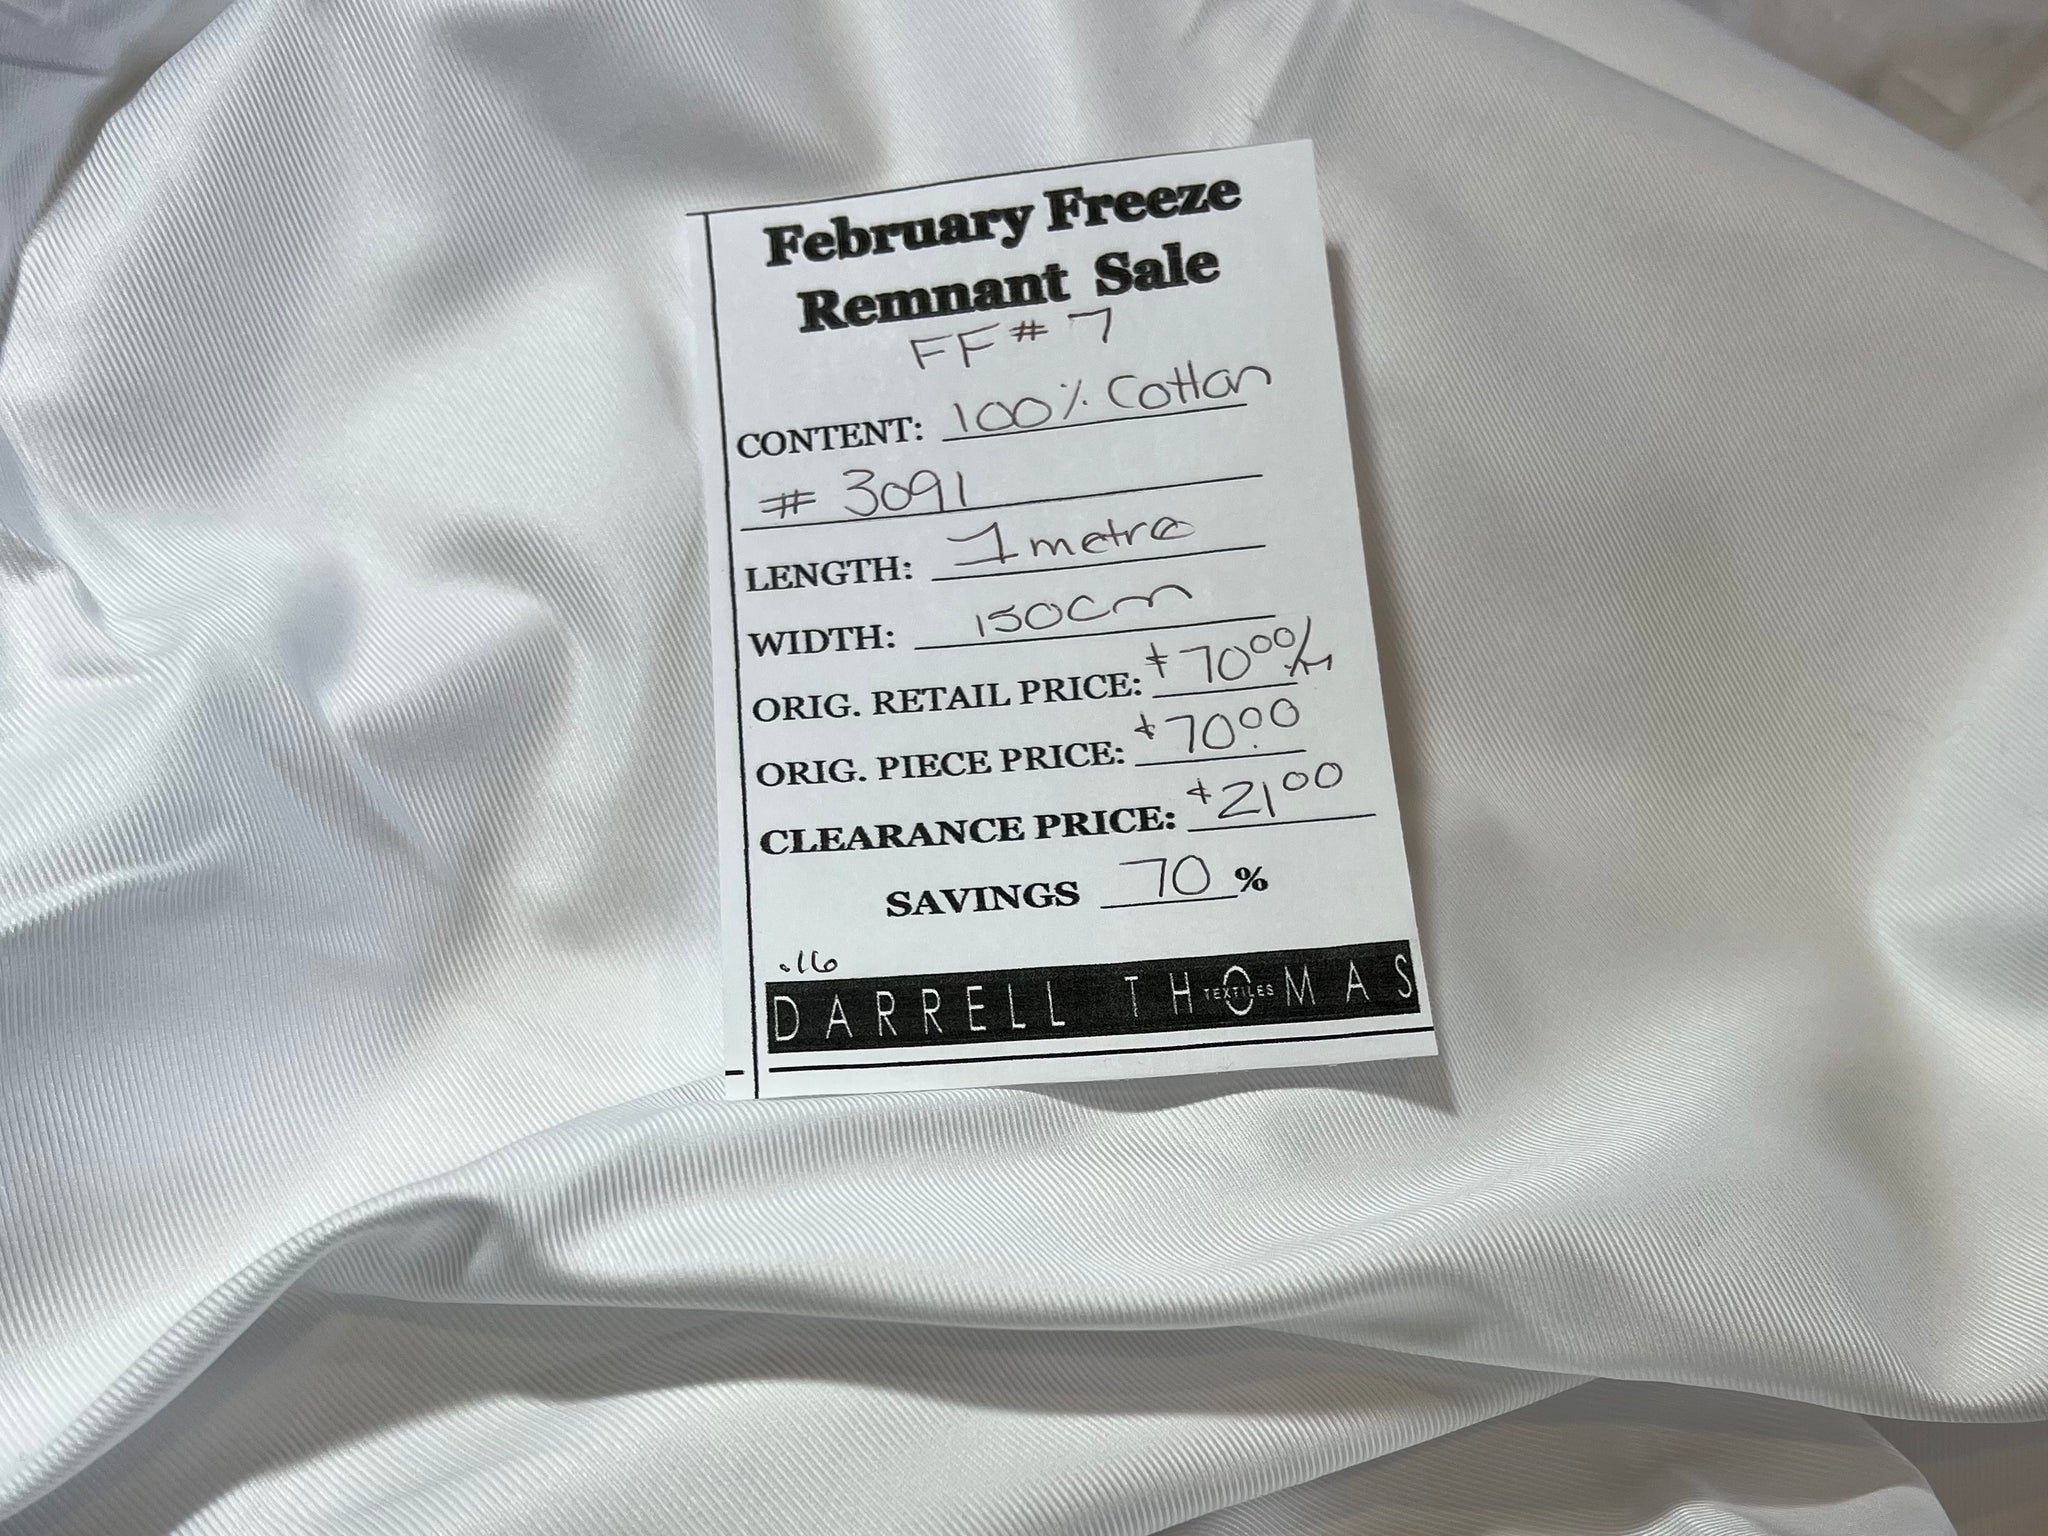 February Freeze
Remnant Sale
FF # 7
CONTENT: 100% Cotton
# 3091
LENGTH: 1 metre
WIDTH: 150cm
ORIG. RETAIL PRICE: $70.00/m
ORIG. PIECE PRICE: $70.00
CLEARANCE PRICE: $21.00
SAVINGS 70 %
.16
DARRELL THOMAS
TEXTILES